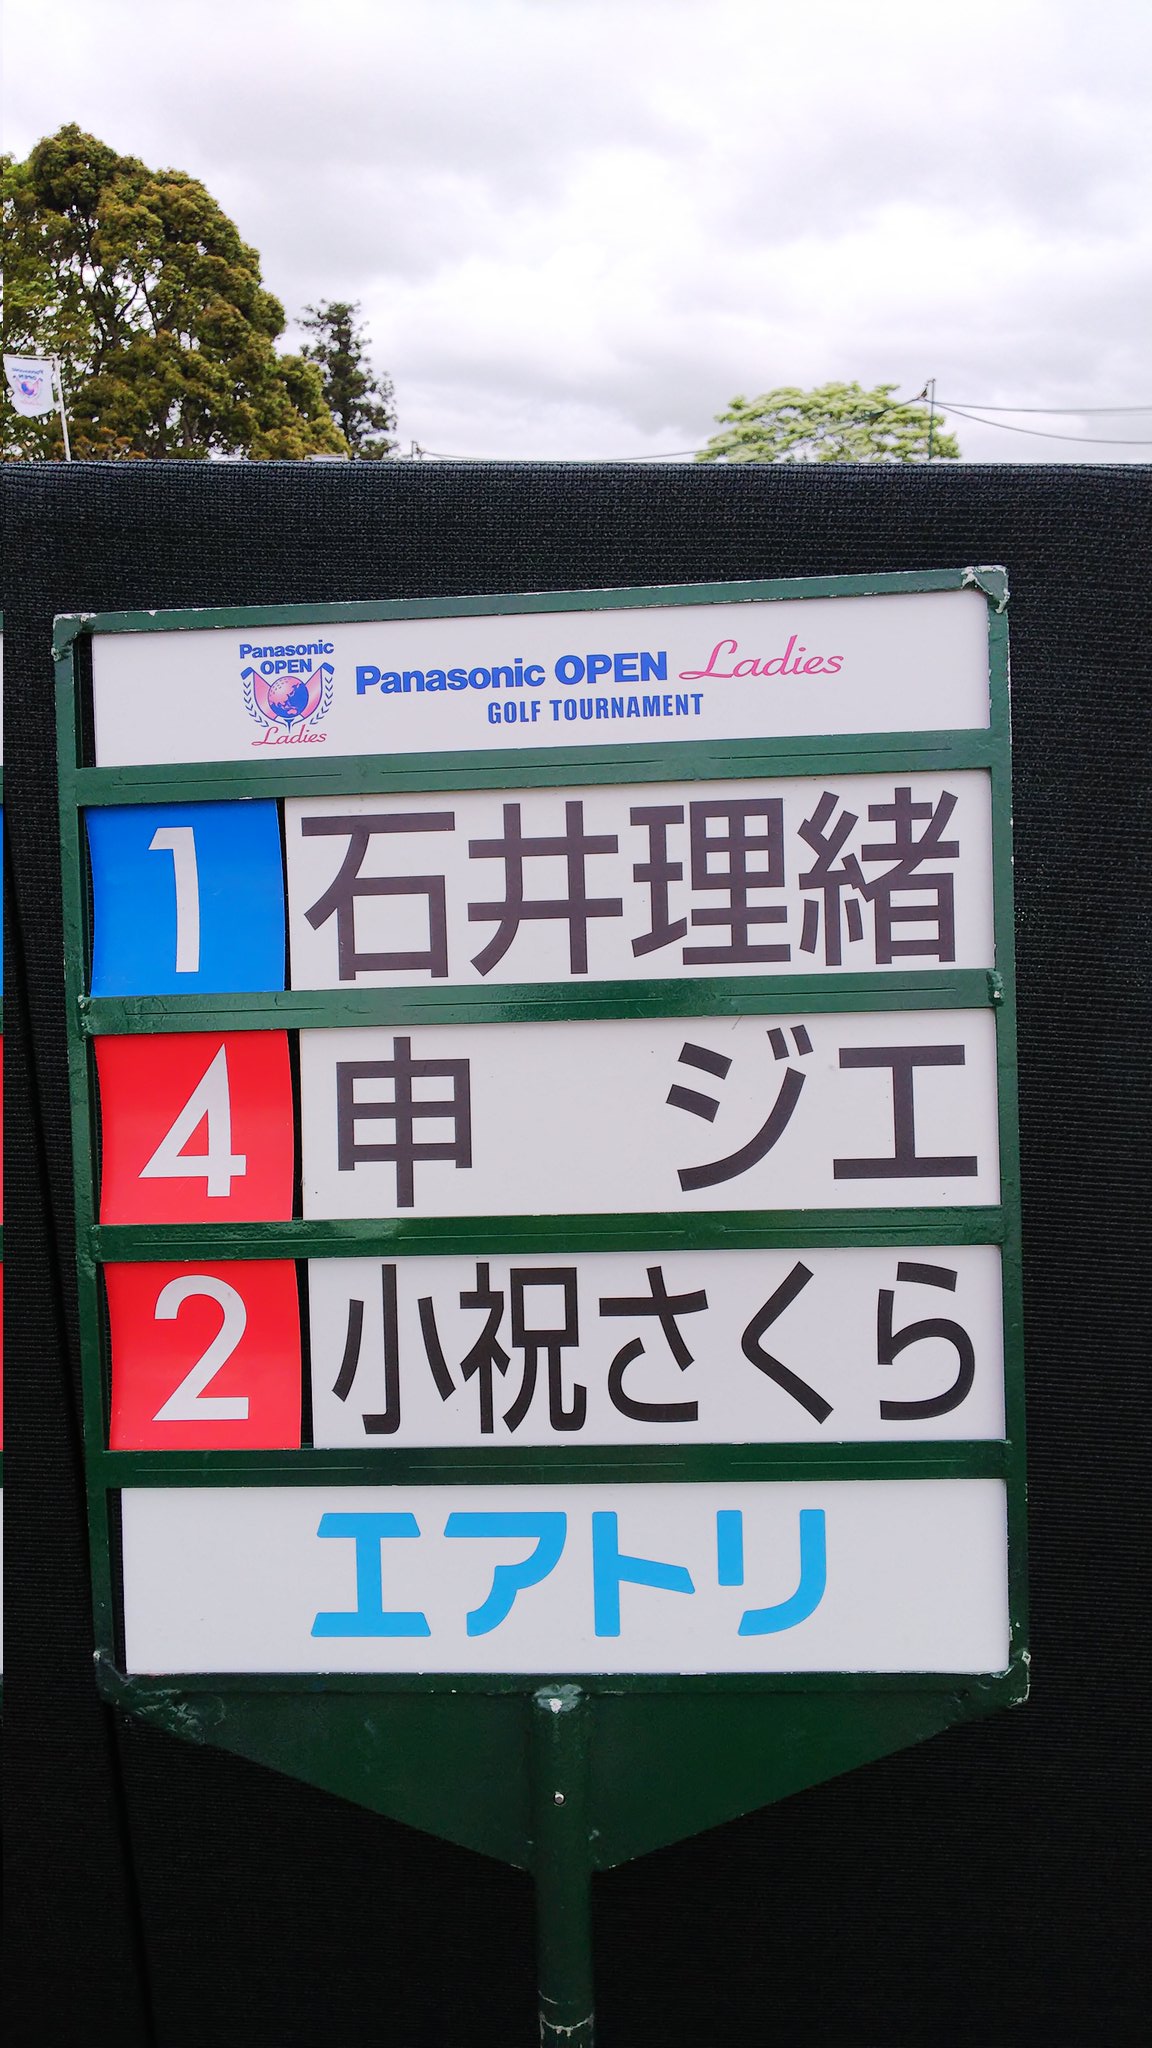 Panasonic
OPEN
Ladies
Panasonic OPEN Ladies
GOLF TOURNAMENT
1 石井理緒
4 申 ジエ
2 小祝さくら
エアトリ